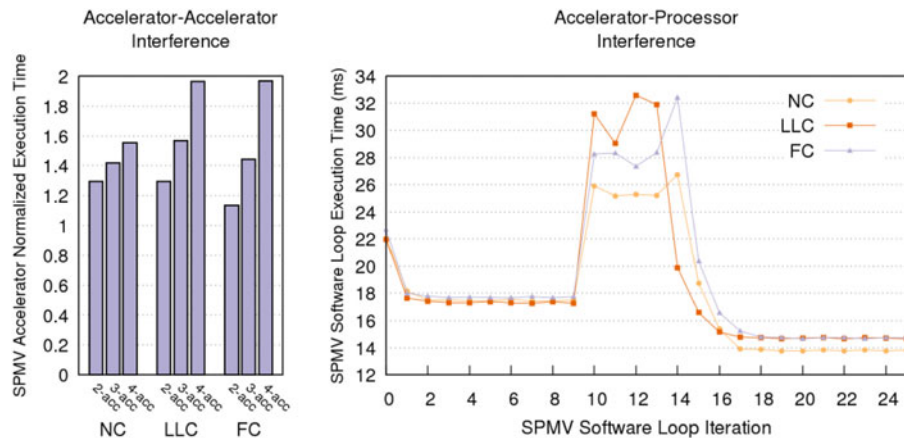 Accelerator-Accelerator
Interference
SPMV Accelerator Normalized Execution Time
2
1.8
1.6
1.4
1.2
1
0.8
0.6
0.4
0.2
0
2-acc 3-acc 4-acc 2-acc 3-acc 4-acc 2-acc 3-acc 4-acc
NC LLC FC
Accelerator-Processor
Interference
SPMV Software Loop Execution Time (ms)
34
32
30
28
26
24
22
20
18
16
14
12
NC
LLC
FC
0 2 4 6 8 10 12 14 16 18 20 22 24
SPMV Software Loop Iteration